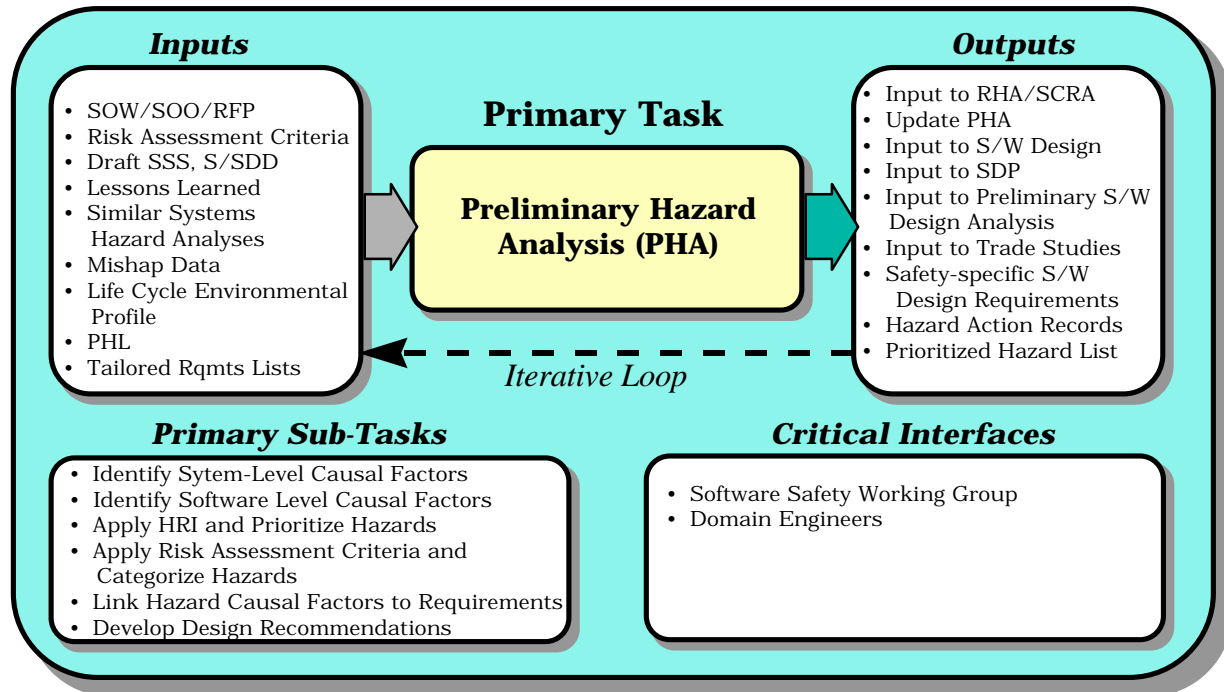 Inputs
• SOW/SOO/RFP
• Risk Assessment Criteria
• Draft SSS, S/SDD
• Lessons Learned
• Similar Systems
Hazard Analyses
• Mishap Data
• Life Cycle Environmental
Profile
• PHL
• Tailored Rqmts Lists
Primary Task
Preliminary Hazard
Analysis (PHA)
Outputs
• Input to RHA/SCRA
• Update PHA
• Input to S/W Design
• Input to SDP
• Input to Preliminary S/W
Design Analysis
• Input to Trade Studies
• Safety-specific S/W
Design Requirements
• Hazard Action Records
• Prioritized Hazard List
Iterative Loop
Primary Sub-Tasks
• Identify Sytem-Level Causal Factors
• Identify Software Level Causal Factors
• Apply HRI and Prioritize Hazards
• Apply Risk Assessment Criteria and
Categorize Hazards
• Link Hazard Causal Factors to Requirements
• Develop Design Recommendations
Critical Interfaces
• Software Safety Working Group
• Domain Engineers